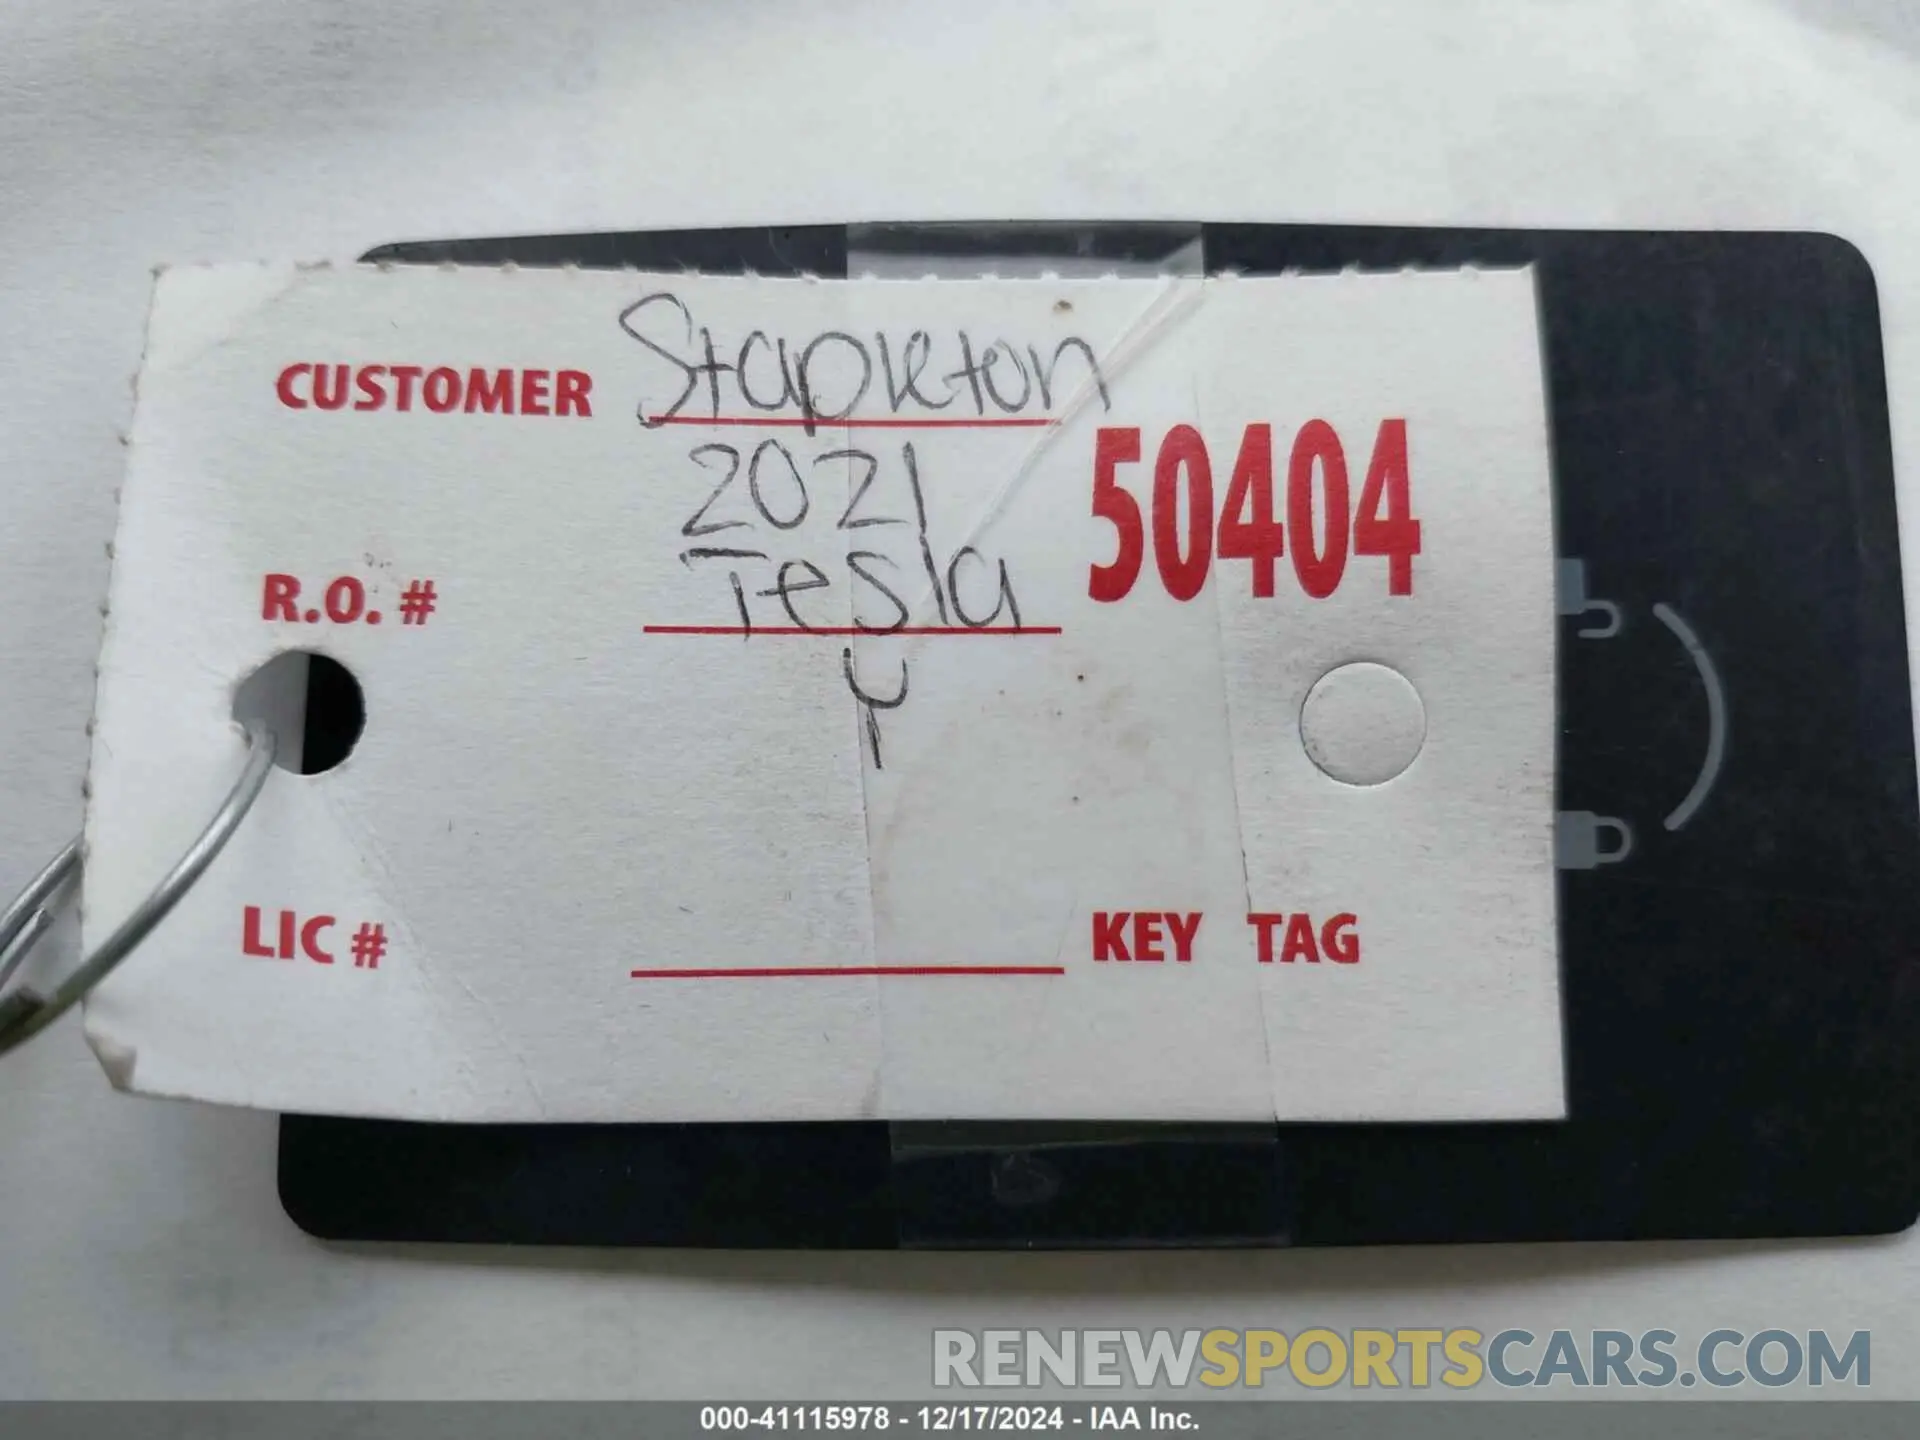 CUSTOMER Stapleton
2021
50404
R.O. # Tesla
Y
LIC #
KEY TAG
RENEWSPORTSCARS.COM
000-41115978 - 12/17/2024 - IAA Inc.